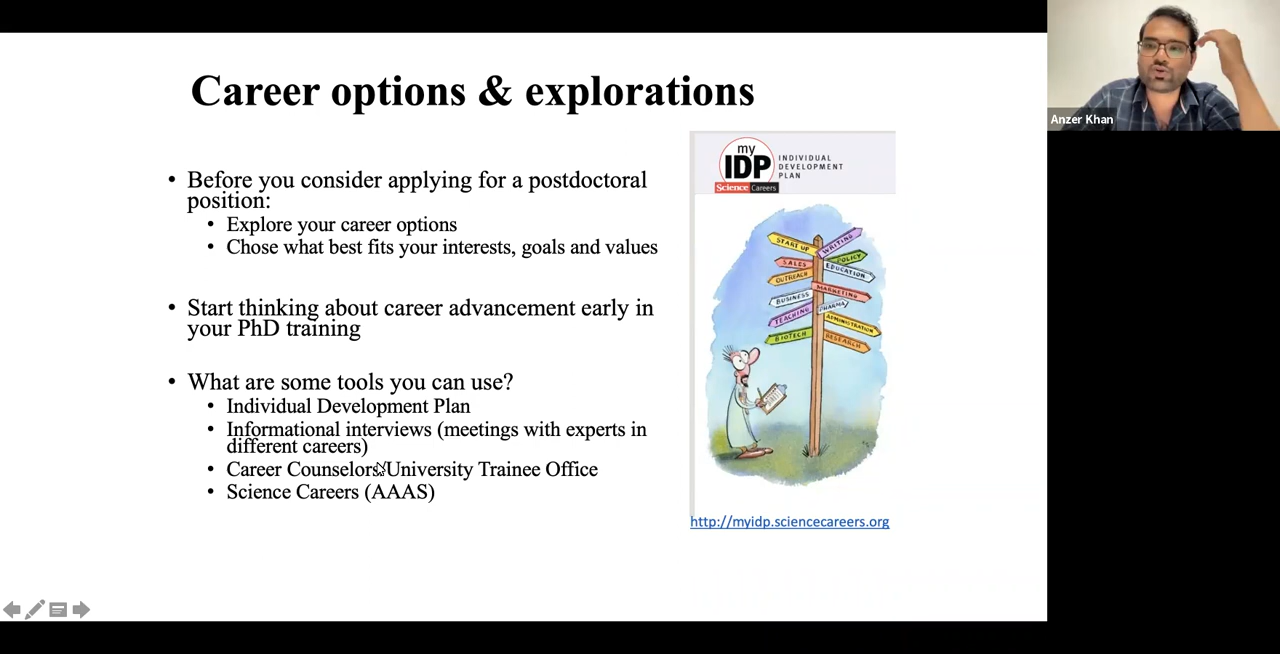 Career options & explorations
• Before you consider applying for a postdoctoral
position:
• Explore your career options
• Chose what best fits your interests, goals and values
• Start thinking about career advancement early in
your PhD training
• What are some tools you can use?
• Individual Development Plan
• Informational interviews (meetings with experts in
different careers)
• Career Counselors/University Trainee Office
• Science Careers (AAAS)
my
IDP
INDIVIDUAL
DEVELOPMENT
PLAN
Science Careers
START UP
WRITING
POLICY
SALES
EDUCATION
OUTREACH
MARKETING
BUSINESS
PHARMA
TEACHING
ADMINISTRATION
BIOTECH
RESEARCH
http://myidp.sciencecareers.org
Anzer Khan